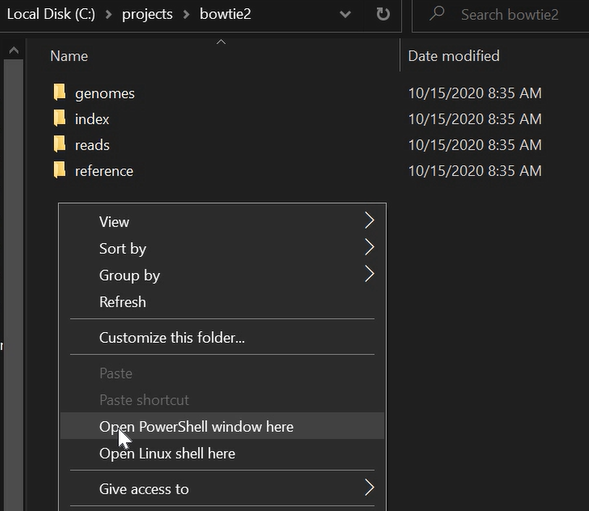 Local Disk (C:) > projects > bowtie2
Search bowtie2
Name Date modified
genomes 10/15/2020 8:35 AM
index 10/15/2020 8:35 AM
reads 10/15/2020 8:35 AM
reference 10/15/2020 8:35 AM
View
Sort by
Group by
Refresh
Customize this folder...
Paste
Paste shortcut
Open PowerShell window here
Open Linux shell here
Give access to